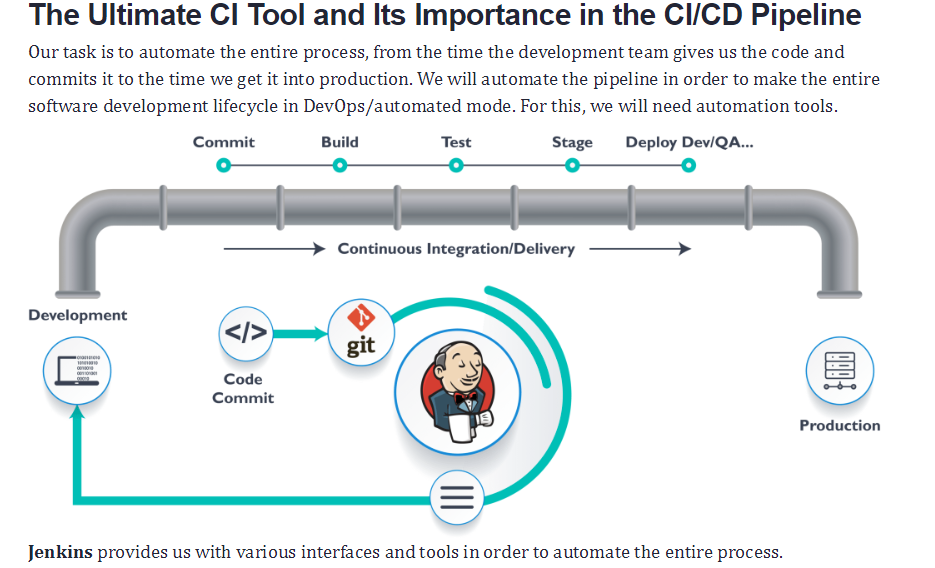 The Ultimate CI Tool and Its Importance in the CI/CD Pipeline
Our task is to automate the entire process, from the time the development team gives us the code and
commits it to the time we get it into production. We will automate the pipeline in order to make the entire
software development lifecycle in DevOps/automated mode. For this, we will need automation tools.
Commit Build Test Stage Deploy Dev/QA...
Continuous Integration/Delivery
Development
</>
git
Code
Commit
Production
Jenkins provides us with various interfaces and tools in order to automate the entire process.